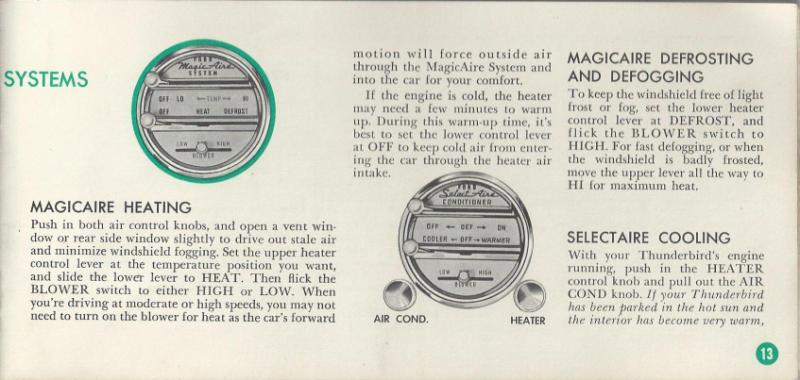 SYSTEMS
FORD
MagicAire
SYSTEM
OFF LO ←TEMP→ HI
OFF HEAT DEFROST
LOW HIGH
BLOWER
MAGICAIRE HEATING
Push in both air control knobs, and open a vent win-
dow or rear side window slightly to drive out stale air
and minimize windshield fogging. Set the upper heater
control lever at the temperature position you want,
and slide the lower lever to HEAT. Then flick the
BLOWER switch to either HIGH or LOW. When
you're driving at moderate or high speeds, you may not
need to turn on the blower for heat as the car's forward
motion will force outside air
through the MagicAire System and
into the car for your comfort.
If the engine is cold, the heater
may need a few minutes to warm
up. During this warm-up time, it's
best to set the lower control lever
at OFF to keep cold air from enter-
ing the car through the heater air
intake.
FORD
SelectAire
CONDITIONER
OFF ← DEF → ON
COOLER ← OFF → WARMER
LOW HIGH
BLOWER
AIR COND. HEATER
MAGICAIRE DEFROSTING
AND DEFOGGING
To keep the windshield free of light
frost or fog, set the lower heater
control lever at DEFROST, and
flick the BLOWER switch to
HIGH. For fast defogging, or when
the windshield is badly frosted,
move the upper lever all the way to
HI for maximum heat.
SELECTAIRE COOLING
With your Thunderbird's engine
running, push in the HEATER
control knob and pull out the AIR
COND knob. If your Thunderbird
has been parked in the hot sun and
the interior has become very warm,
13